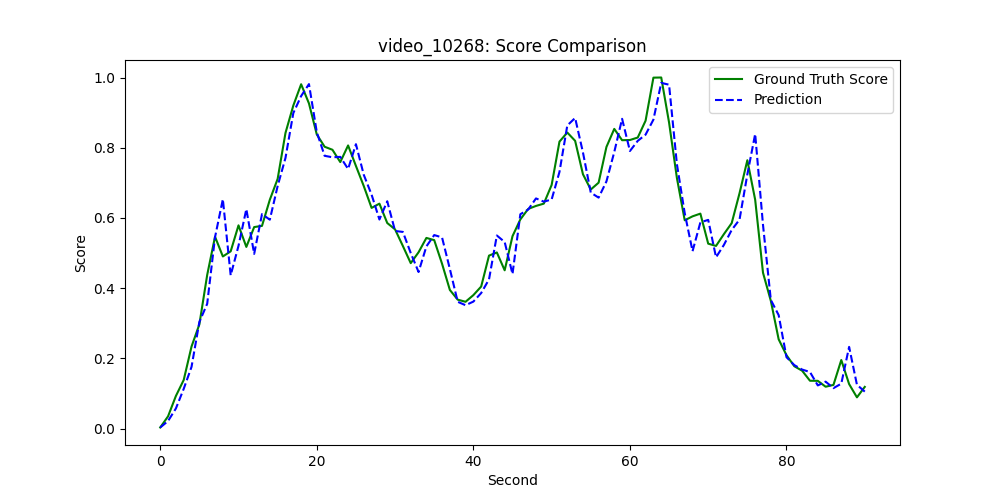 video_10268: Score Comparison
Ground Truth Score
Prediction
Score
1.0
0.8
0.6
0.4
0.2
0.0
0 20 40 60 80
Second